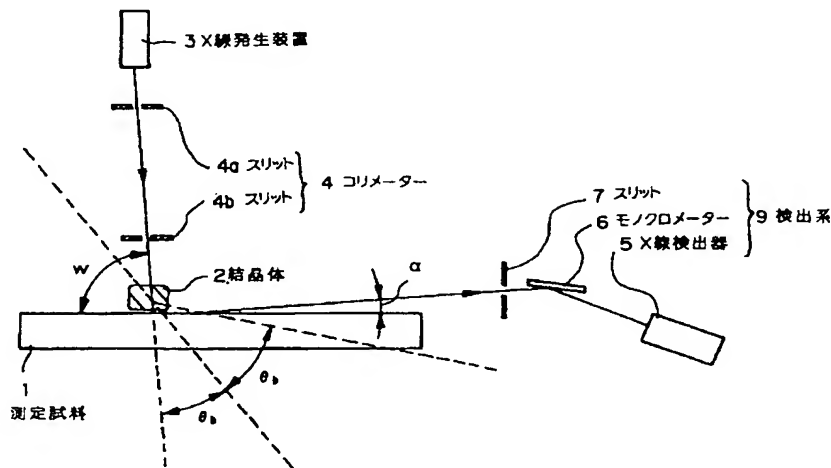 3 X線発生装置
4a スリット
4b スリット
4 コリメーター
7 スリット
6 モノクロメーター
5 X線検出器
9 検出系
w
2 結晶体
α
1
測定試料
θb
θb